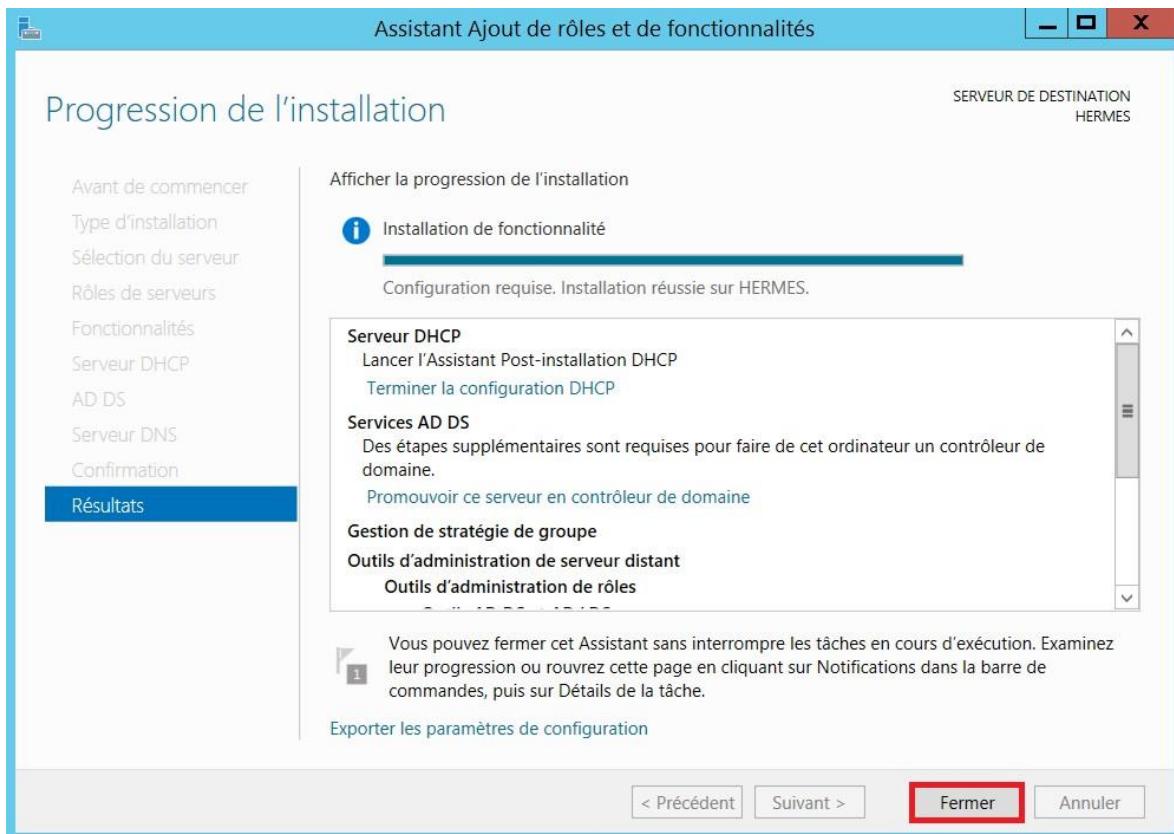 Assistant Ajout de rôles et de fonctionnalités
Progression de l'installation
SERVEUR DE DESTINATION
HERMES
Avant de commencer
Type d'installation
Sélection du serveur
Rôles de serveurs
Fonctionnalités
Serveur DHCP
AD DS
Serveur DNS
Confirmation
Résultats
Afficher la progression de l'installation
Installation de fonctionnalité
Configuration requise. Installation réussie sur HERMES.
Serveur DHCP
Lancer l'Assistant Post-installation DHCP
Terminer la configuration DHCP
Services AD DS
Des étapes supplémentaires sont requises pour faire de cet ordinateur un contrôleur de
domaine.
Promouvoir ce serveur en contrôleur de domaine
Gestion de stratégie de groupe
Outils d'administration de serveur distant
Outils d'administration de rôles
1
Vous pouvez fermer cet Assistant sans interrompre les tâches en cours d'exécution. Examinez
leur progression ou rouvrez cette page en cliquant sur Notifications dans la barre de
commandes, puis sur Détails de la tâche.
Exporter les paramètres de configuration
< Précédent
Suivant >
Fermer
Annuler